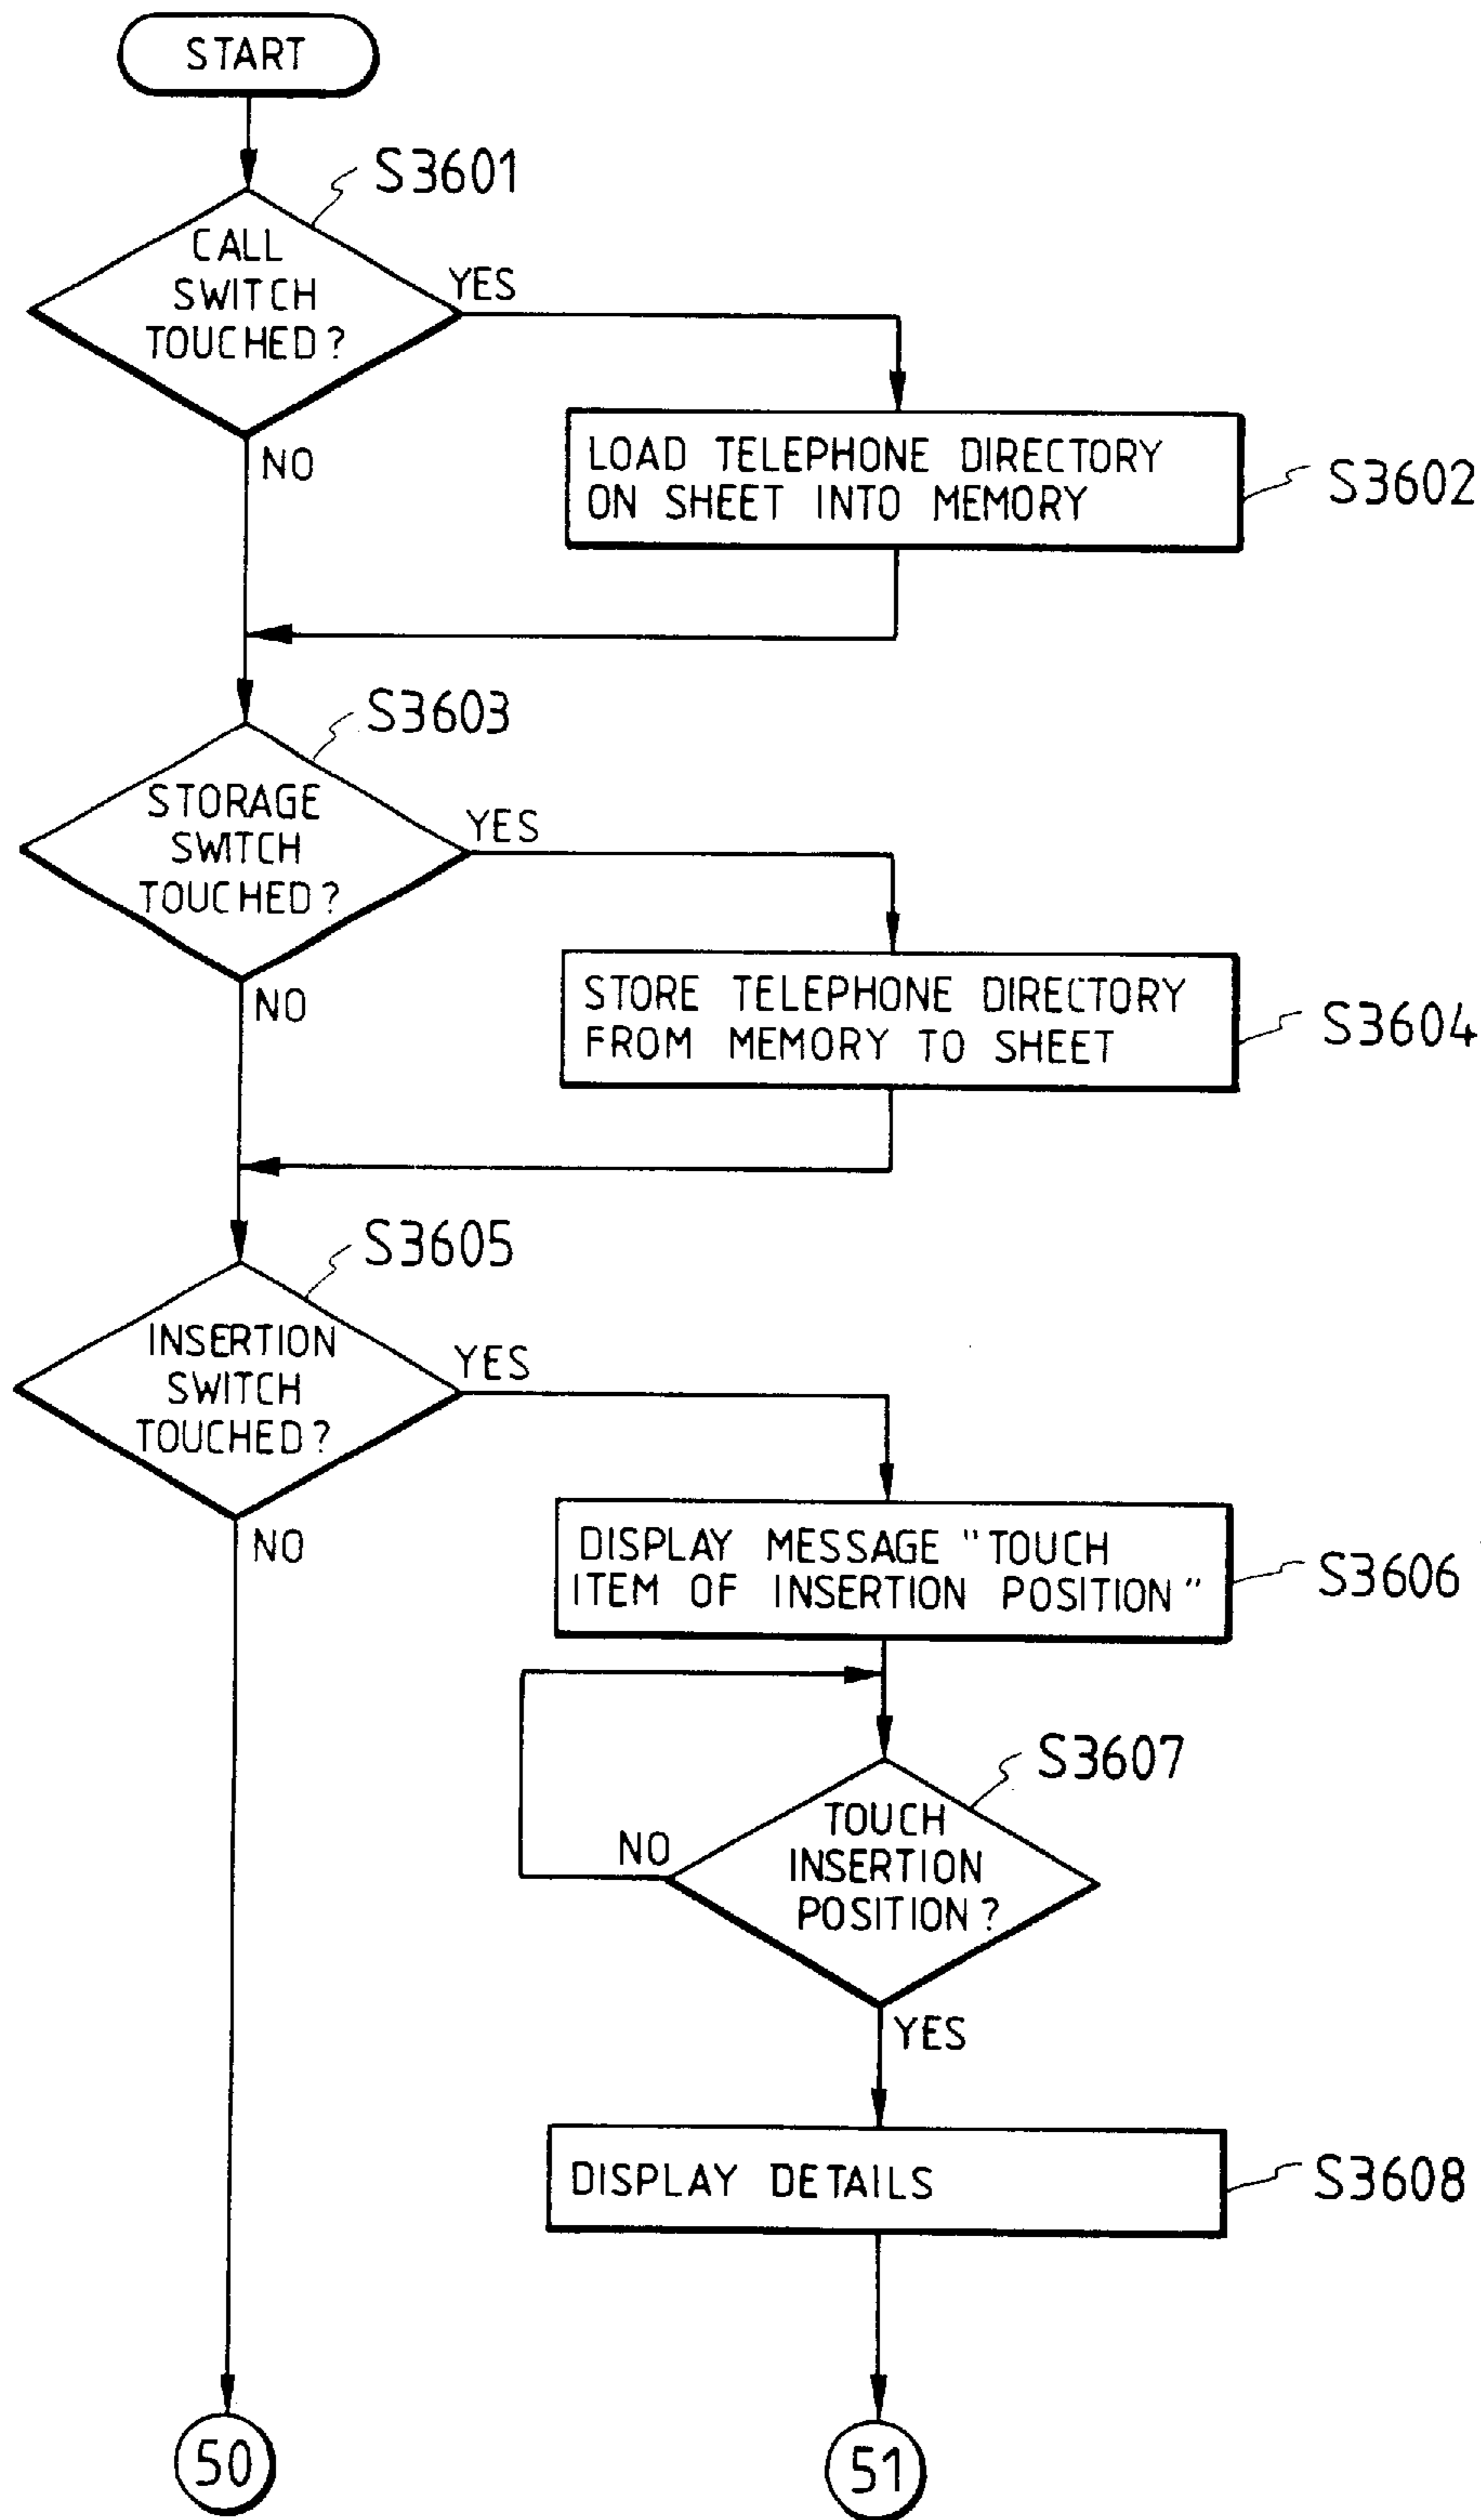 START
S3601
CALL
SWITCH
TOUCHED?
YES
NO
LOAD TELEPHONE DIRECTORY
ON SHEET INTO MEMORY
S3602
S3603
STORAGE
SWITCH
TOUCHED?
YES
NO
STORE TELEPHONE DIRECTORY
FROM MEMORY TO SHEET
S3604
S3605
INSERTION
SWITCH
TOUCHED?
YES
NO
DISPLAY MESSAGE "TOUCH
ITEM OF INSERTION POSITION"
S3606
S3607
TOUCH
INSERTION
POSITION?
NO
YES
DISPLAY DETAILS
S3608
50
51